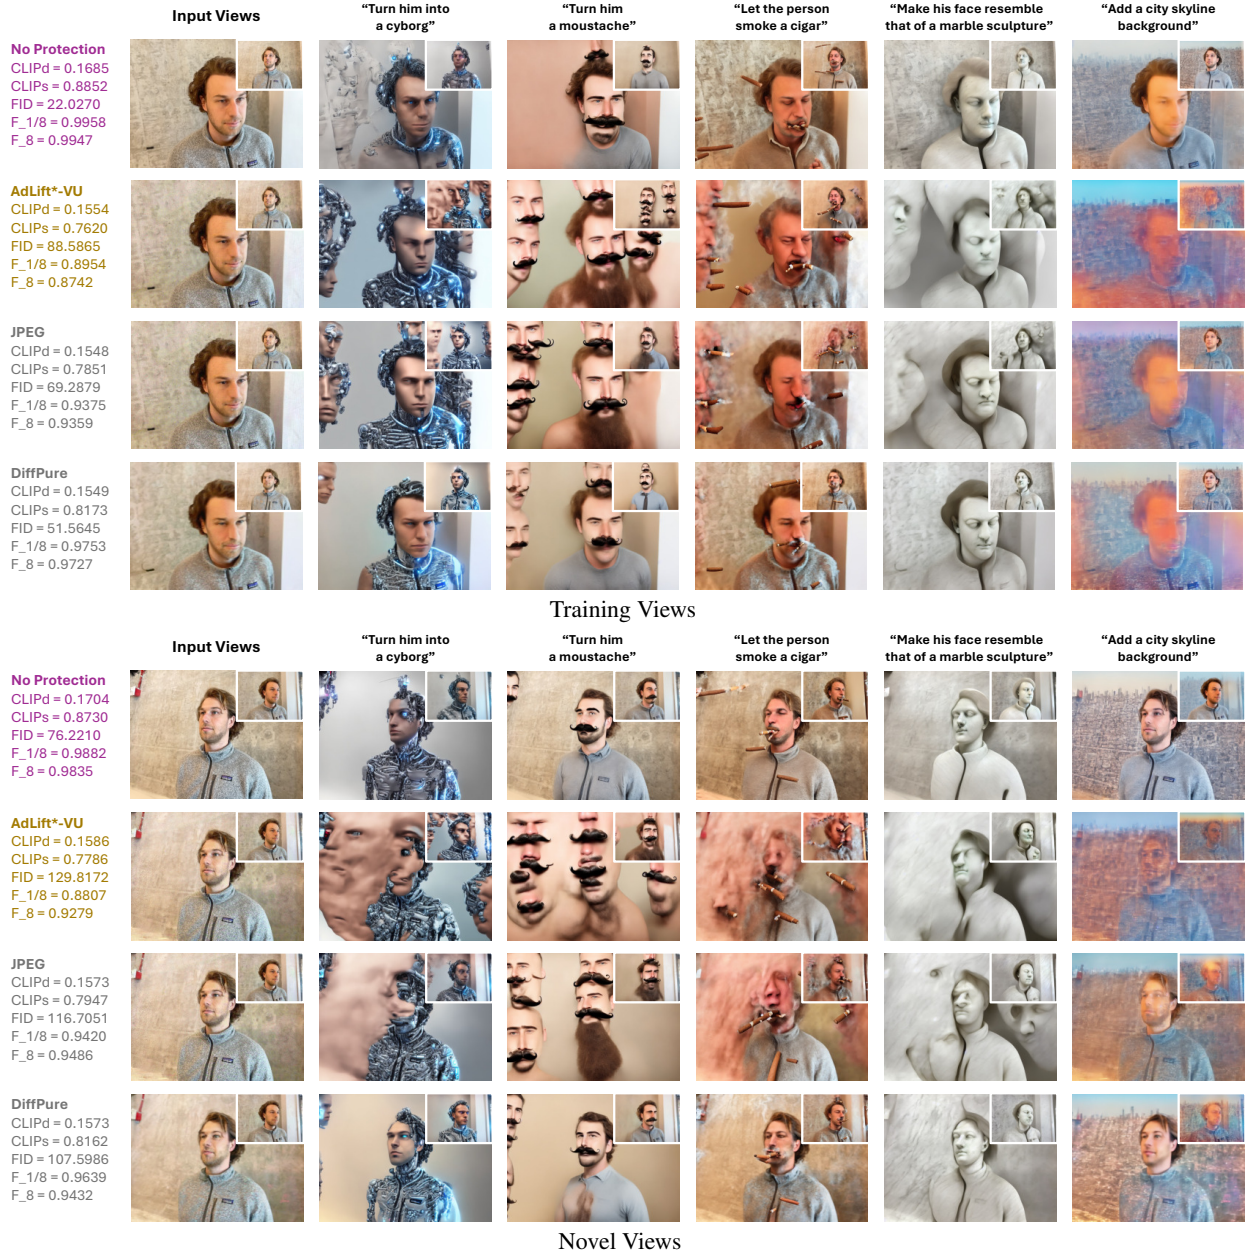 Input Views
“Turn him into
a cyborg”
“Turn him
a moustache”
“Let the person
smoke a cigar”
“Make his face resemble
that of a marble sculpture”
“Add a city skyline
background”
No Protection
CLIPd = 0.1685
CLIPs = 0.8852
FID = 22.0270
F_1/8 = 0.9958
F_8 = 0.9947
AdLift*-VU
CLIPd = 0.1554
CLIPs = 0.7620
FID = 88.5865
F_1/8 = 0.8954
F_8 = 0.8742
JPEG
CLIPd = 0.1548
CLIPs = 0.7851
FID = 69.2879
F_1/8 = 0.9375
F_8 = 0.9359
DiffPure
CLIPd = 0.1549
CLIPs = 0.8173
FID = 51.5645
F_1/8 = 0.9753
F_8 = 0.9727
Training Views
Input Views
“Turn him into
a cyborg”
“Turn him
a moustache”
“Let the person
smoke a cigar”
“Make his face resemble
that of a marble sculpture”
“Add a city skyline
background”
No Protection
CLIPd = 0.1704
CLIPs = 0.8730
FID = 76.2210
F_1/8 = 0.9882
F_8 = 0.9835
AdLift*-VU
CLIPd = 0.1586
CLIPs = 0.7786
FID = 129.8172
F_1/8 = 0.8807
F_8 = 0.9279
JPEG
CLIPd = 0.1573
CLIPs = 0.7947
FID = 116.7051
F_1/8 = 0.9420
F_8 = 0.9486
DiffPure
CLIPd = 0.1573
CLIPs = 0.8162
FID = 107.5986
F_1/8 = 0.9639
F_8 = 0.9432
Novel Views